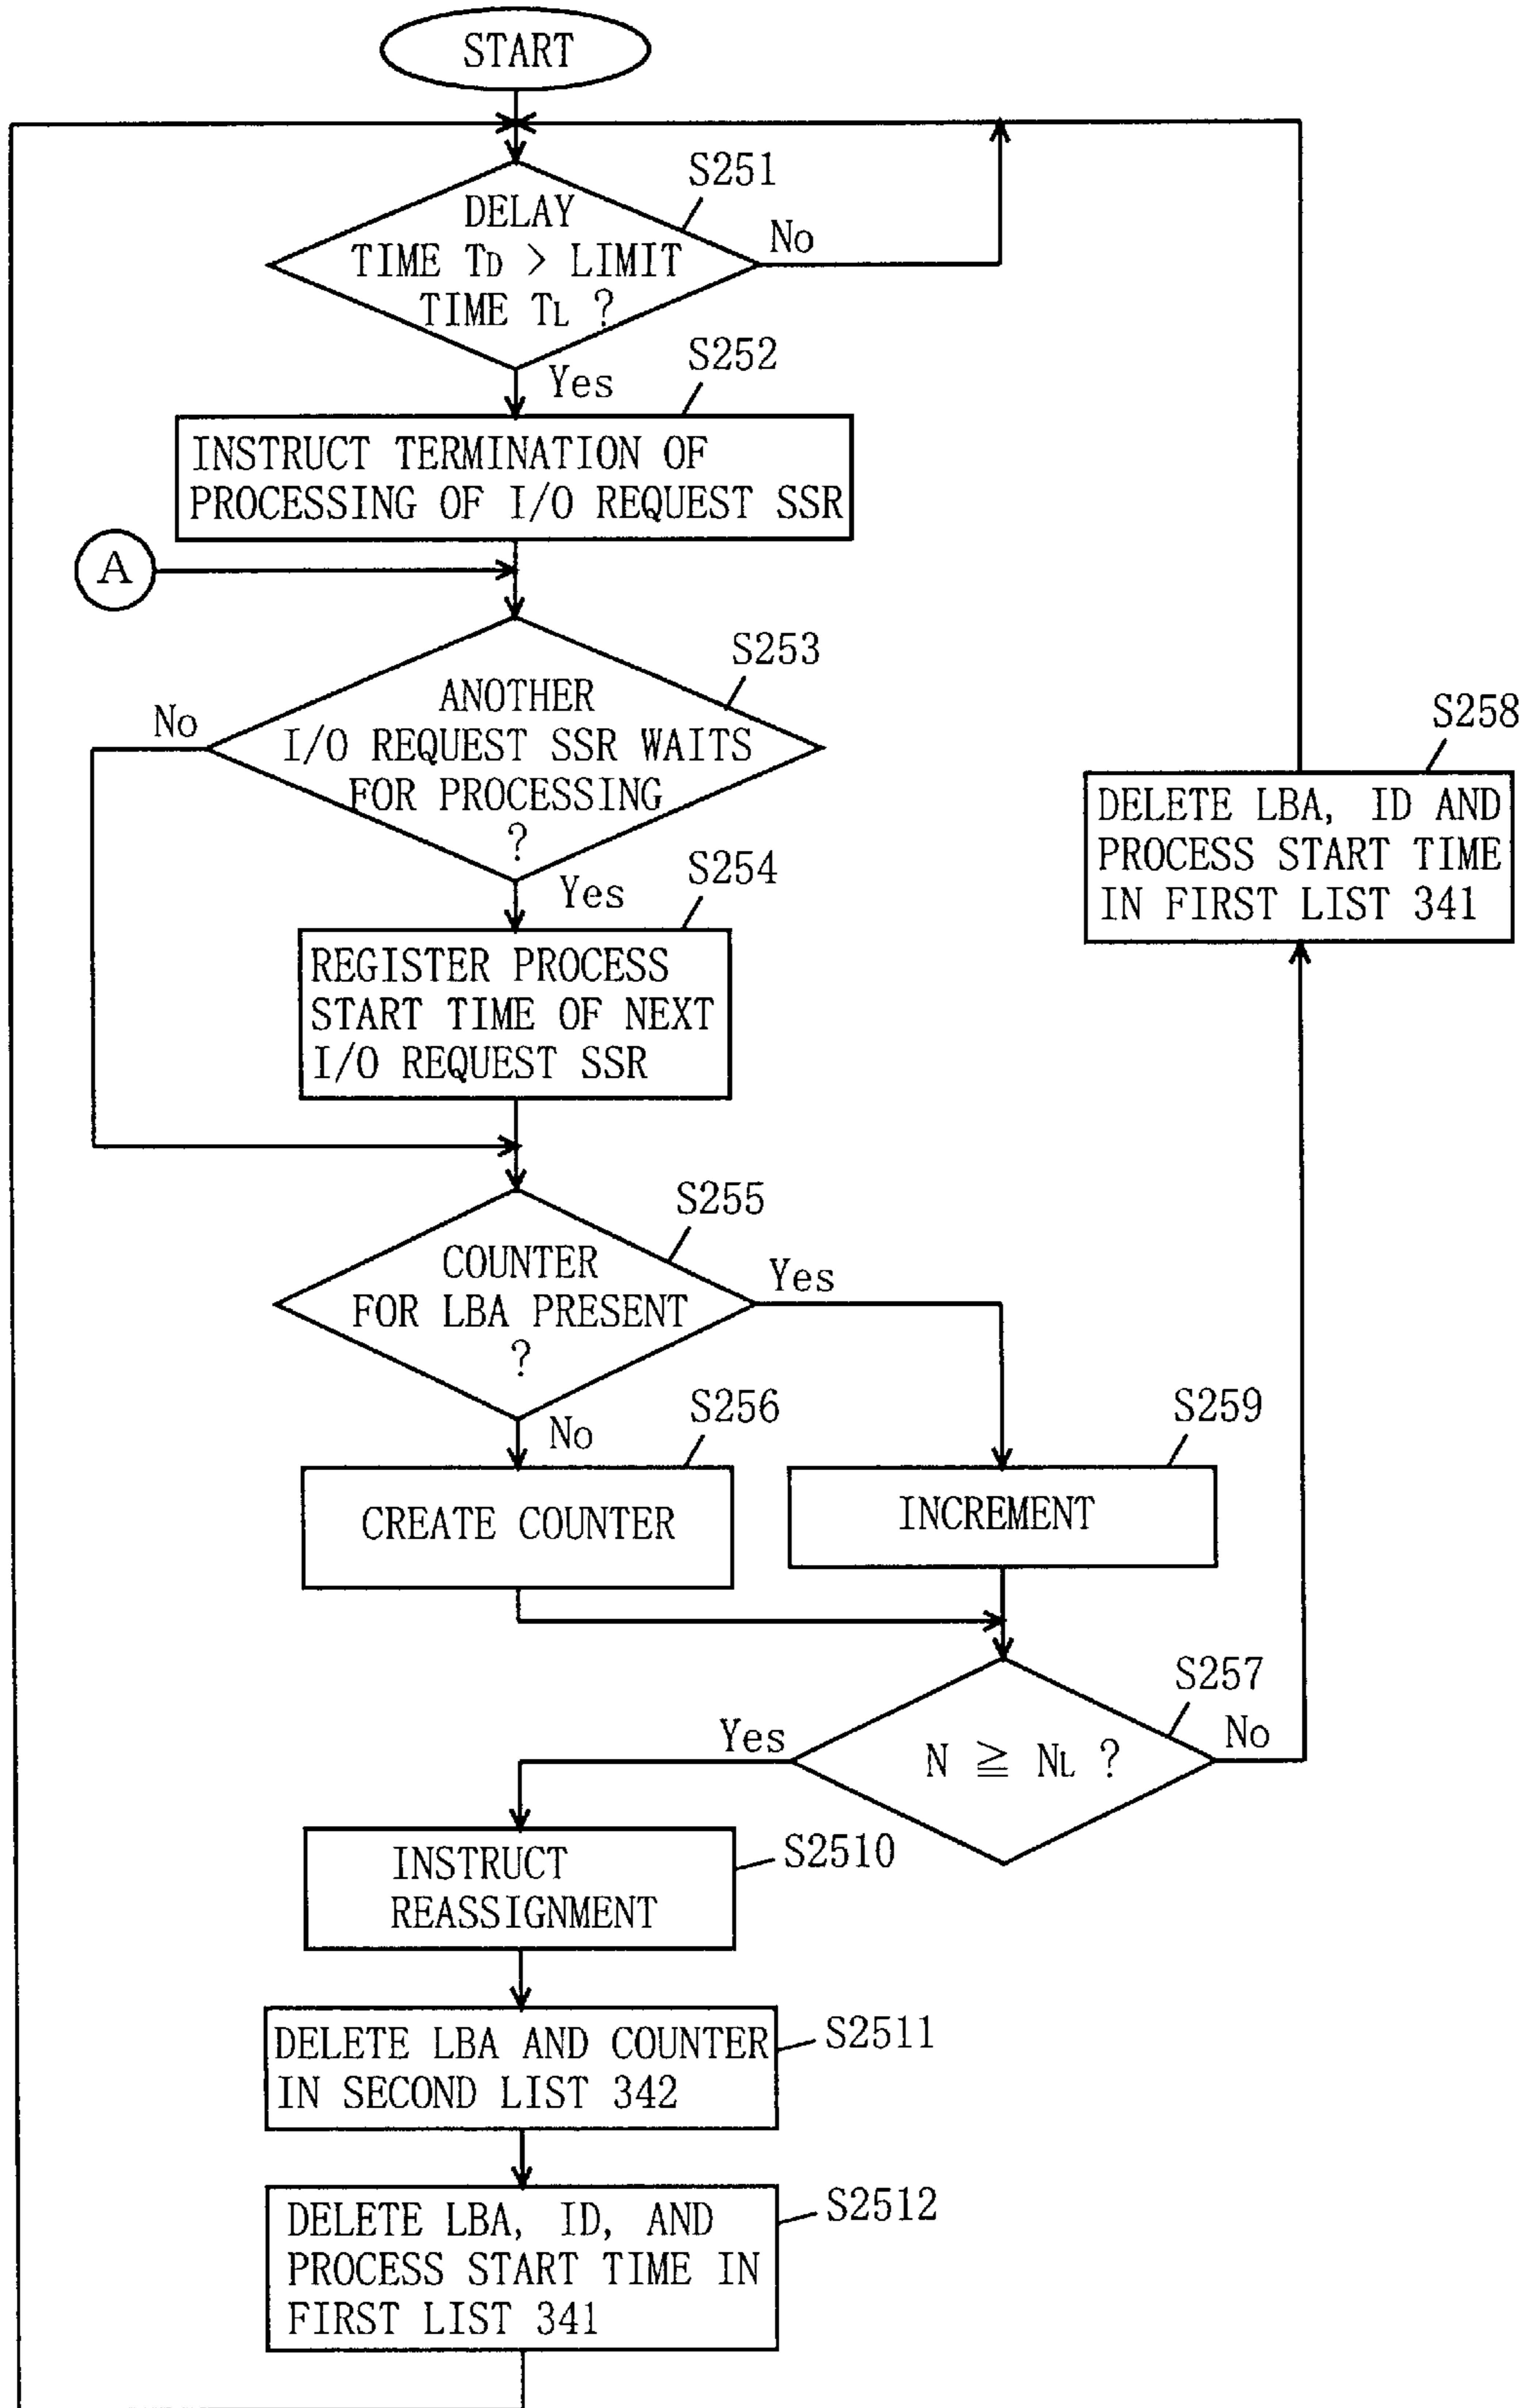 START
S251
DELAY
TIME TD > LIMIT
TIME TL ?
No
Yes
S252
INSTRUCT TERMINATION OF
PROCESSING OF I/O REQUEST SSR
A
S253
ANOTHER
I/O REQUEST SSR WAITS
FOR PROCESSING
?
No
Yes
S254
REGISTER PROCESS
START TIME OF NEXT
I/O REQUEST SSR
S258
DELETE LBA, ID AND
PROCESS START TIME
IN FIRST LIST 341
S255
COUNTER
FOR LBA PRESENT
?
Yes
No
S256
CREATE COUNTER
S259
INCREMENT
S257
N ≧ NL ?
Yes
No
INSTRUCT
REASSIGNMENT
S2510
DELETE LBA AND COUNTER
IN SECOND LIST 342
S2511
DELETE LBA, ID, AND
PROCESS START TIME IN
FIRST LIST 341
S2512